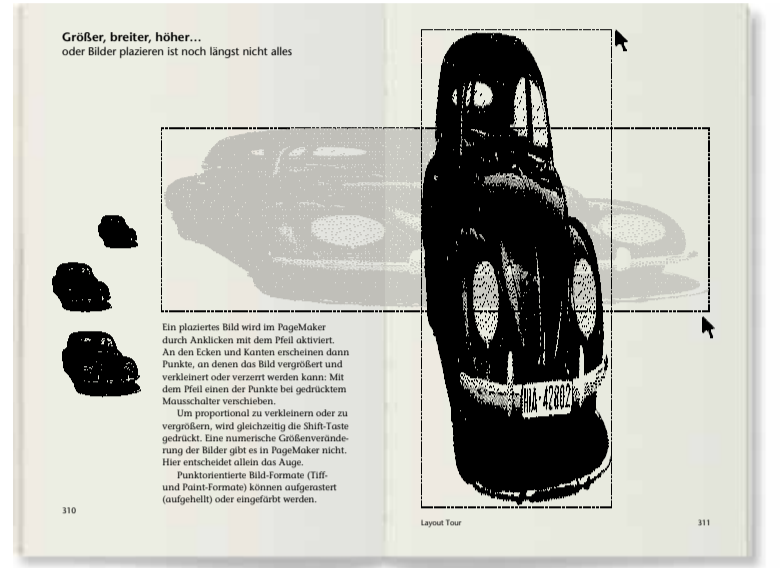 Größer, breiter, höher...
oder Bilder plazieren ist noch längst nicht alles
Ein plaziertes Bild wird im PageMaker
durch Anklicken mit dem Pfeil aktiviert.
An den Ecken und Kanten erscheinen dann
Punkte, an denen das Bild vergrößert und
verkleinert oder verzerrt werden kann: Mit
dem Pfeil einen der Punkte bei gedrücktem
Mausschalter verschieben.
Um proportional zu verkleinern oder zu
vergrößern, wird gleichzeitig die Shift-Taste
gedrückt. Eine numerische Größenverände-
rung der Bilder gibt es in PageMaker nicht.
Hier entscheidet allein das Auge.
Punktorientierte Bild-Formate (Tiff-
und Paint-Formate) können aufgerastert
(aufgehellt) oder eingefärbt werden.
310
42802
Layout Tour
311